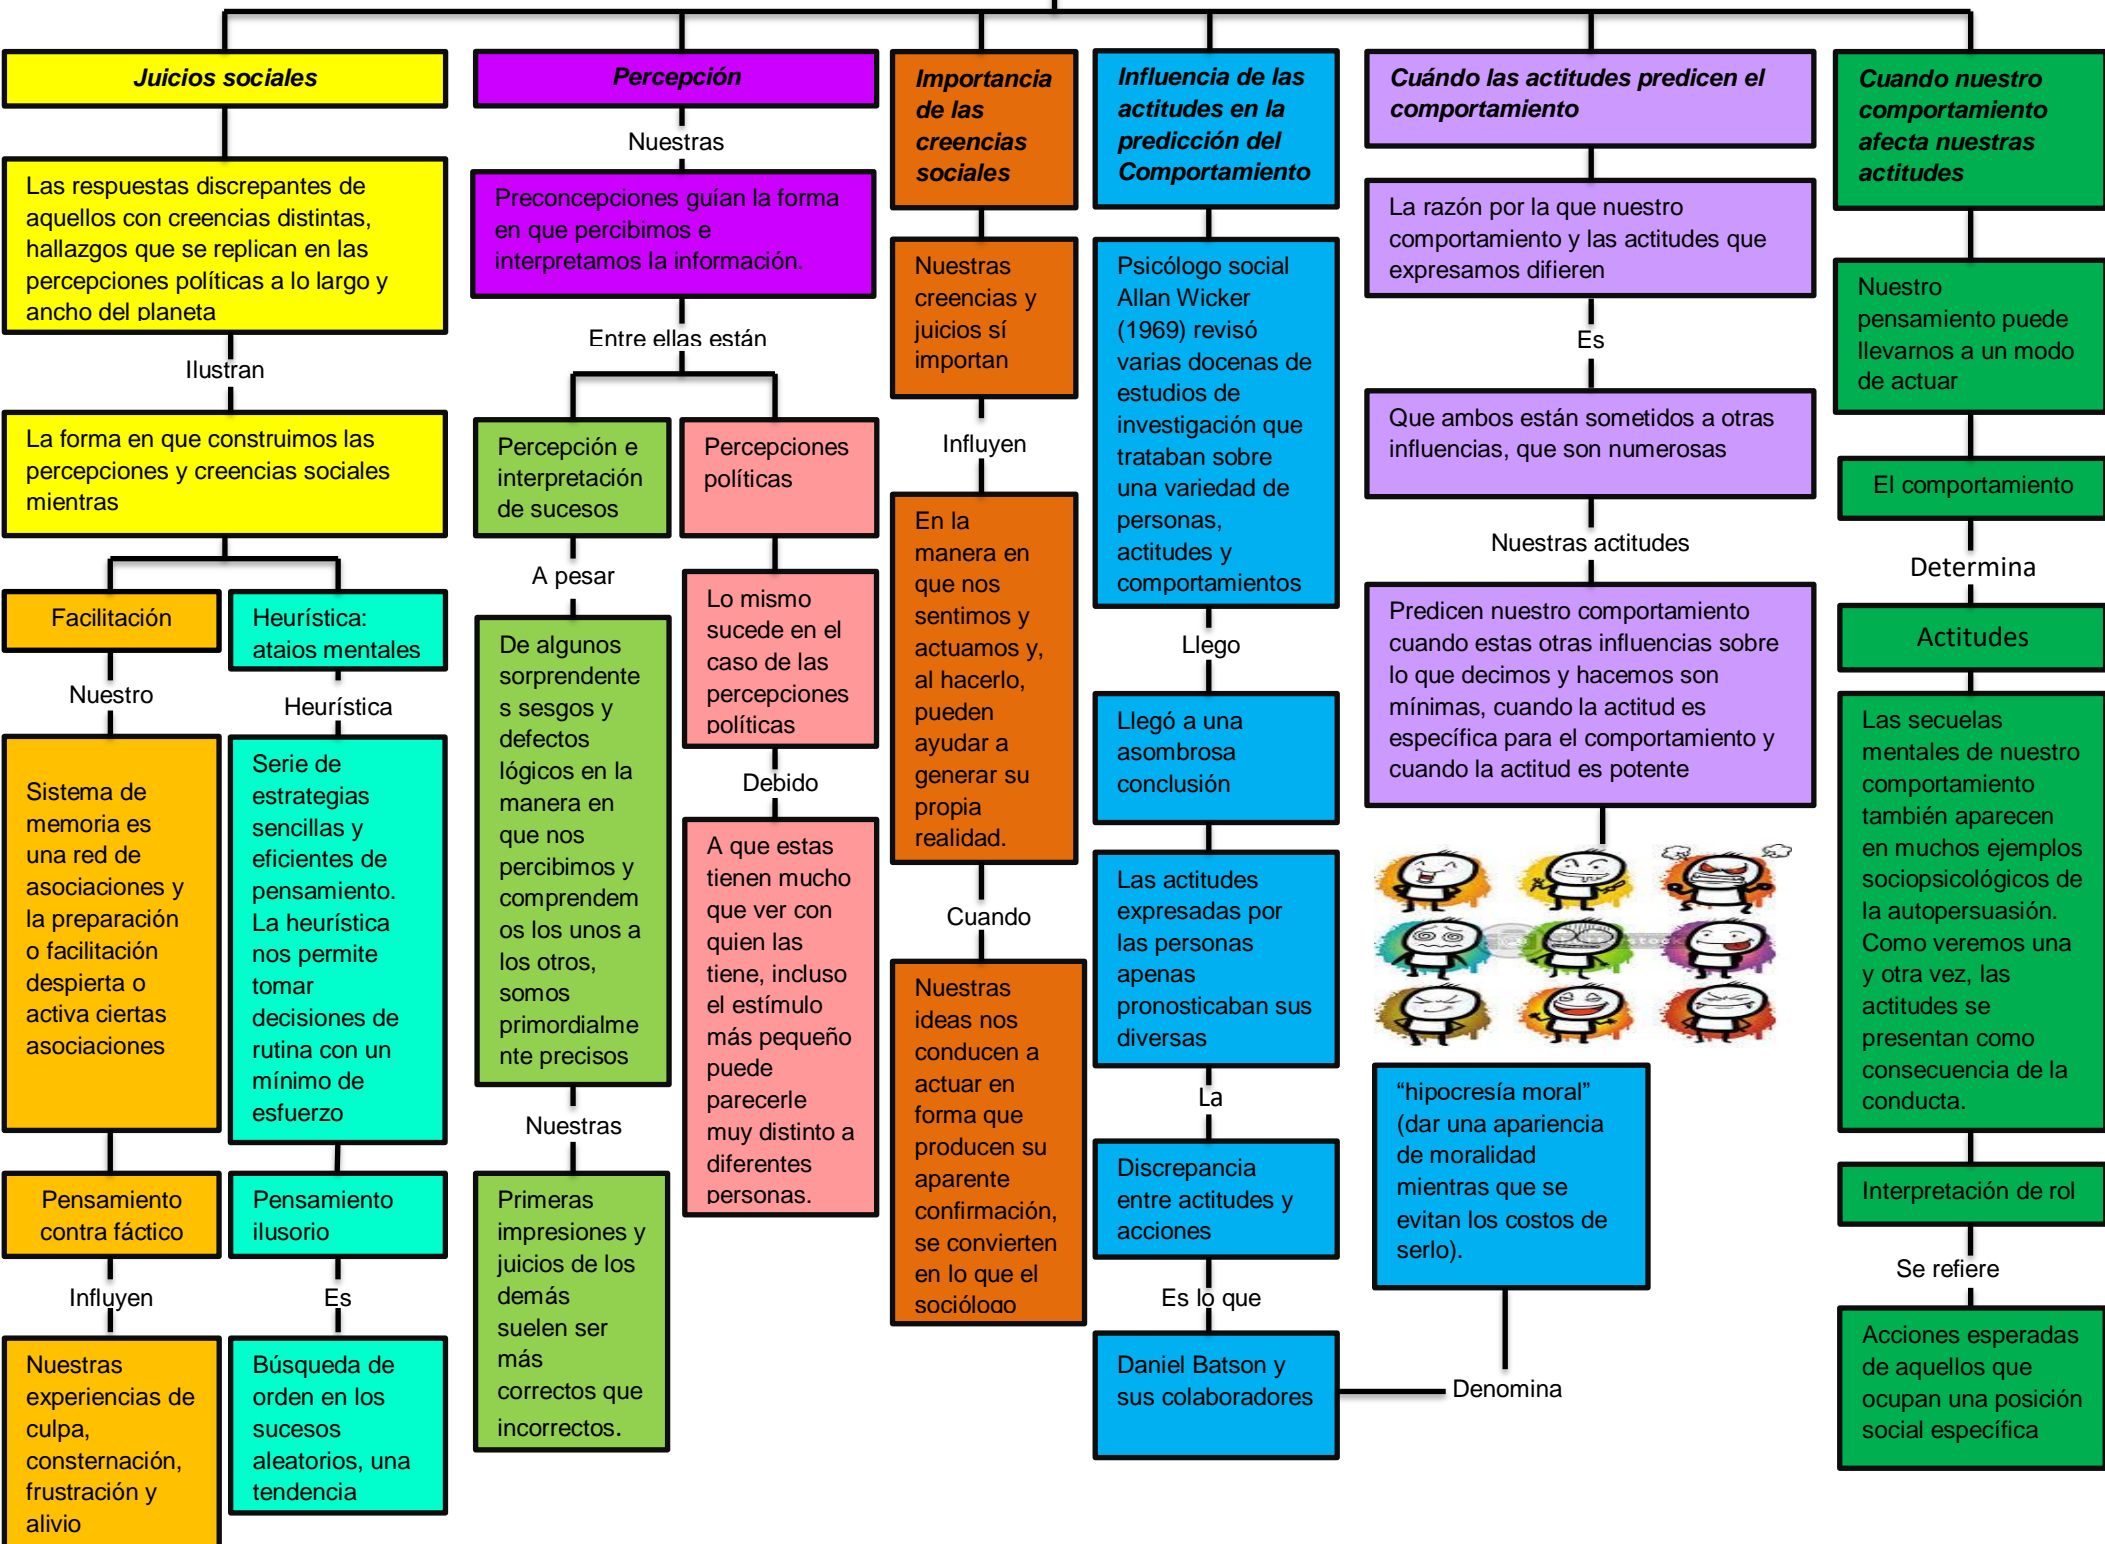 Juicios sociales
Las respuestas discrepantes de
aquellos con creencias distintas,
hallazgos que se replican en las
percepciones políticas a lo largo y
ancho del planeta
Ilustran
La forma en que construimos las
percepciones y creencias sociales
mientras
Facilitación
Nuestro
Sistema de
memoria es
una red de
asociaciones y
la preparación
o facilitación
despierta o
activa ciertas
asociaciones
Pensamiento
contra fáctico
Influyen
Nuestras
experiencias de
culpa,
consternación,
frustración y
alivio
Heurística:
atajos mentales
Heurística
Serie de
estrategias
sencillas y
eficientes de
pensamiento.
La heurística
nos permite
tomar
decisiones de
rutina con un
mínimo de
esfuerzo
Pensamiento
ilusorio
Es
Búsqueda de
orden en los
sucesos
aleatorios, una
tendencia
Percepción
Nuestras
Preconcepciones guían la forma
en que percibimos e
interpretamos la información.
Entre ellas están
Percepción e
interpretación
de sucesos
A pesar
De algunos
sorprendente
s sesgos y
defectos
lógicos en la
manera en
que nos
percibimos y
comprendem
os los unos a
los otros,
somos
primordialme
nte precisos
Nuestras
Primeras
impresiones y
juicios de los
demás
suelen ser
más
correctos que
incorrectos.
Percepciones
políticas
Lo mismo
sucede en el
caso de las
percepciones
políticas
Debido
A que estas
tienen mucho
que ver con
quien las
tiene, incluso
el estímulo
más pequeño
puede
parecerle
muy distinto a
diferentes
personas.
Importancia
de las
creencias
sociales
Nuestras
creencias y
juicios sí
importan
Influyen
En la
manera en
que nos
sentimos y
actuamos y,
al hacerlo,
pueden
ayudar a
generar su
propia
realidad.
Cuando
Nuestras
ideas nos
conducen a
actuar en
forma que
producen su
aparente
confirmación,
se convierten
en lo que el
sociólogo
Influencia de las
actitudes en la
predicción del
Comportamiento
Psicólogo social
Allan Wicker
(1969) revisó
varias docenas de
estudios de
investigación que
trataban sobre
una variedad de
personas,
actitudes y
comportamientos
Llego
Llegó a una
asombrosa
conclusión
Las actitudes
expresadas por
las personas
apenas
pronosticaban sus
diversas
La
Discrepancia
entre actitudes y
acciones
Es lo que
Daniel Batson y
sus colaboradores
Denomina
“hipocresía moral”
(dar una apariencia
de moralidad
mientras que se
evitan los costos de
serlo).
Cuándo las actitudes predicen el
comportamiento
La razón por la que nuestro
comportamiento y las actitudes que
expresamos difieren
Es
Que ambos están sometidos a otras
influencias, que son numerosas
Nuestras actitudes
Predicen nuestro comportamiento
cuando estas otras influencias sobre
lo que decimos y hacemos son
mínimas, cuando la actitud es
específica para el comportamiento y
cuando la actitud es potente
Cuando nuestro
comportamiento
afecta nuestras
actitudes
Nuestro
pensamiento puede
llevarnos a un modo
de actuar
El comportamiento
Determina
Actitudes
Las secuelas
mentales de nuestro
comportamiento
también aparecen
en muchos ejemplos
sociopsicológicos de
la autopersuasión.
Como veremos una
y otra vez, las
actitudes se
presentan como
consecuencia de la
conducta.
Interpretación de rol
Se refiere
Acciones esperadas
de aquellos que
ocupan una posición
social específica